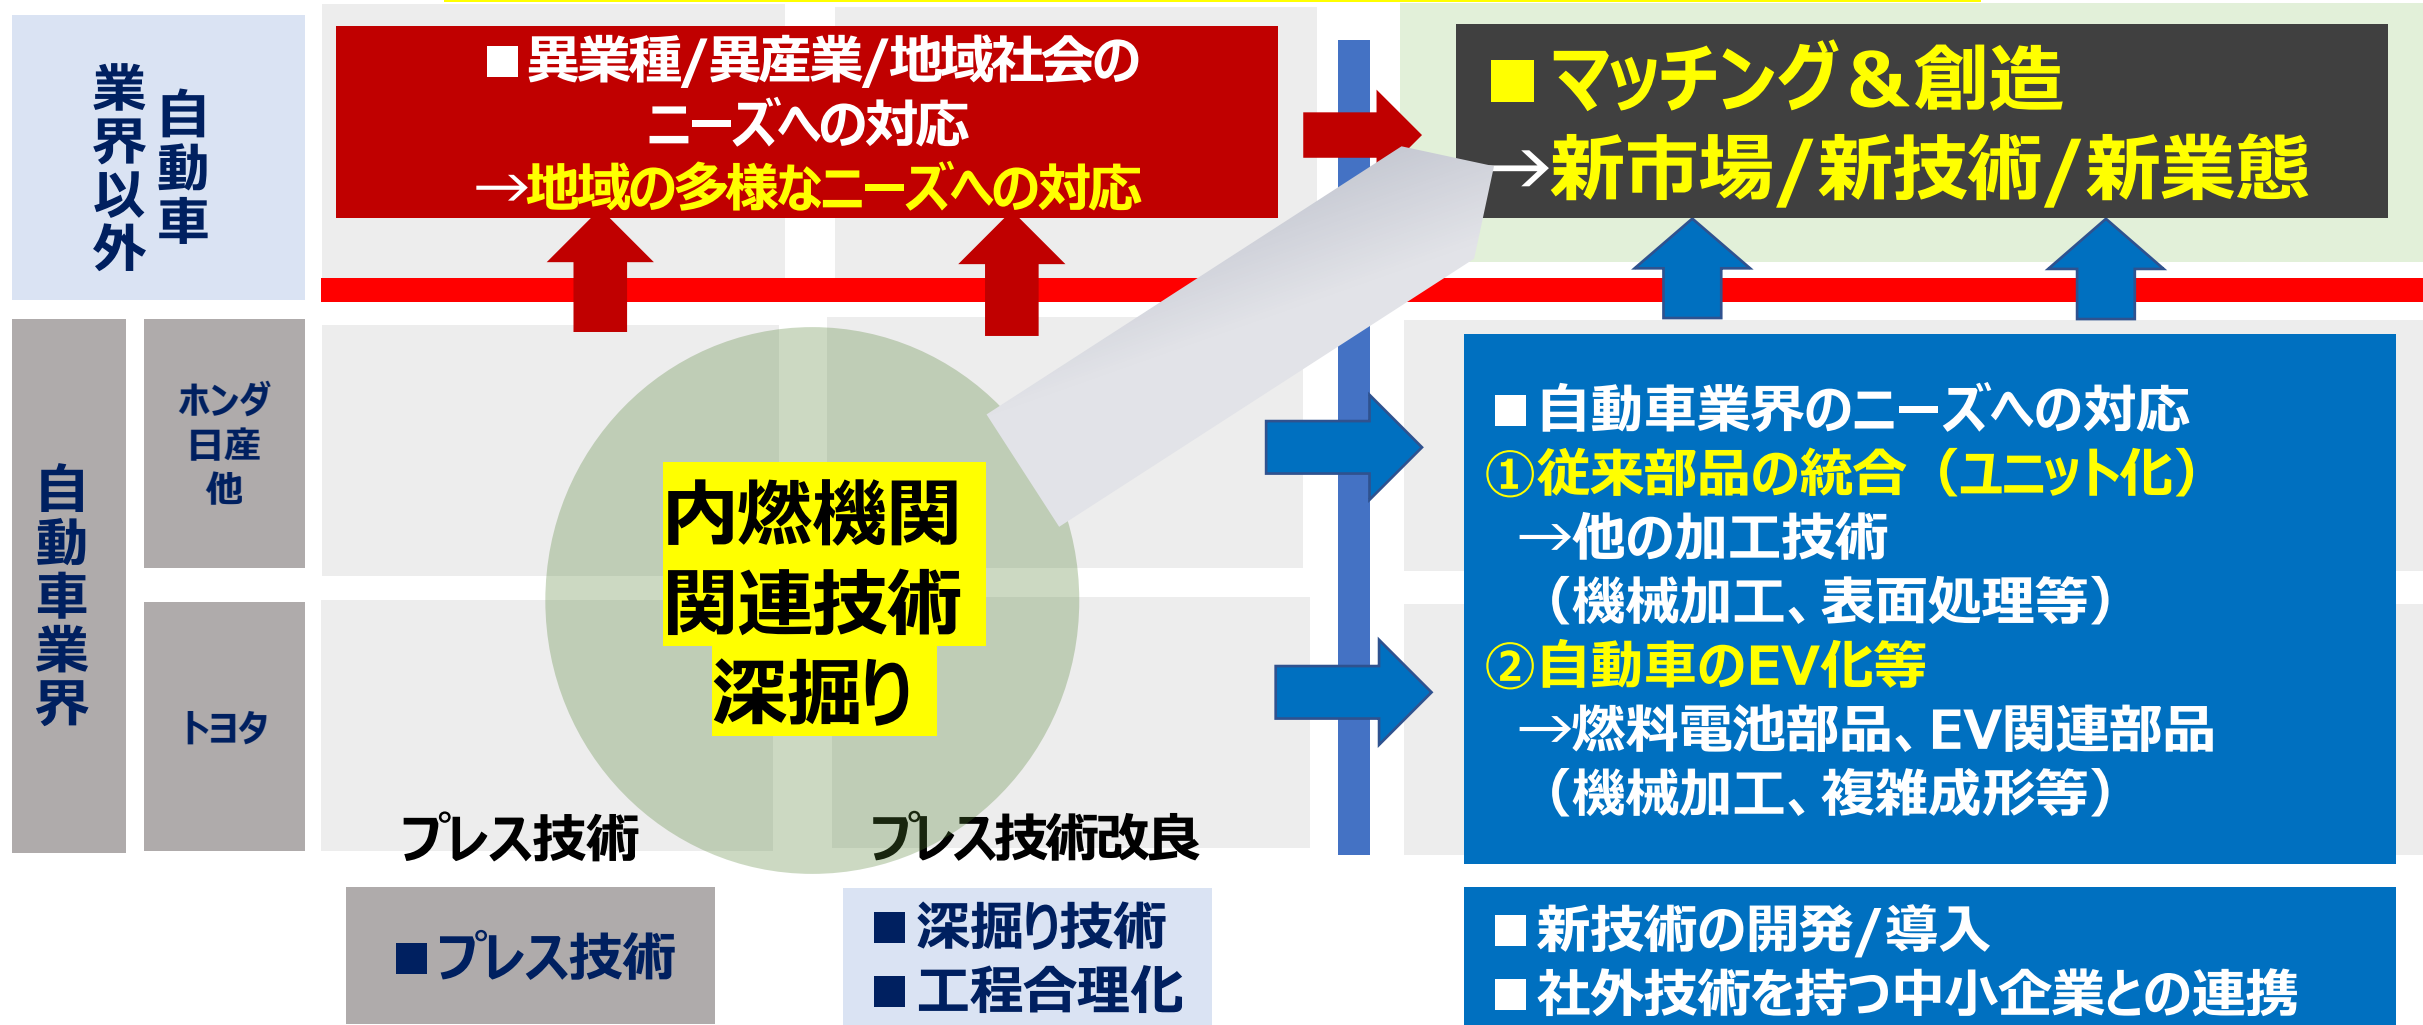 自動車
業界以外
■異業種/異産業/地域社会の
ニーズへの対応
→地域の多様なニーズへの対応
■マッチング＆創造
→新市場/新技術/新業態
自動車業界
ホンダ
日産
他
トヨタ
内燃機関
関連技術
深掘り
■自動車業界のニーズへの対応
①従来部品の統合（ユニット化）
→他の加工技術
（機械加工、表面処理等）
②自動車のEV化等
→燃料電池部品、EV関連部品
（機械加工、複雑成形等）
プレス技術
プレス技術改良
■プレス技術
■深掘り技術
■工程合理化
■新技術の開発/導入
■社外技術を持つ中小企業との連携